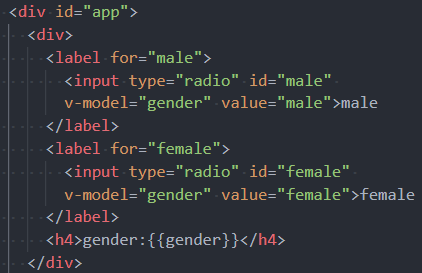 <div id="app">
<div>
<label for="male">
<input type="radio" id="male"
v-model="gender" value="male">male
</label>
<label for="female">
<input type="radio" id="female"
v-model="gender" value="female">female
</label>
<h4>gender:{{gender}}</h4>
</div>